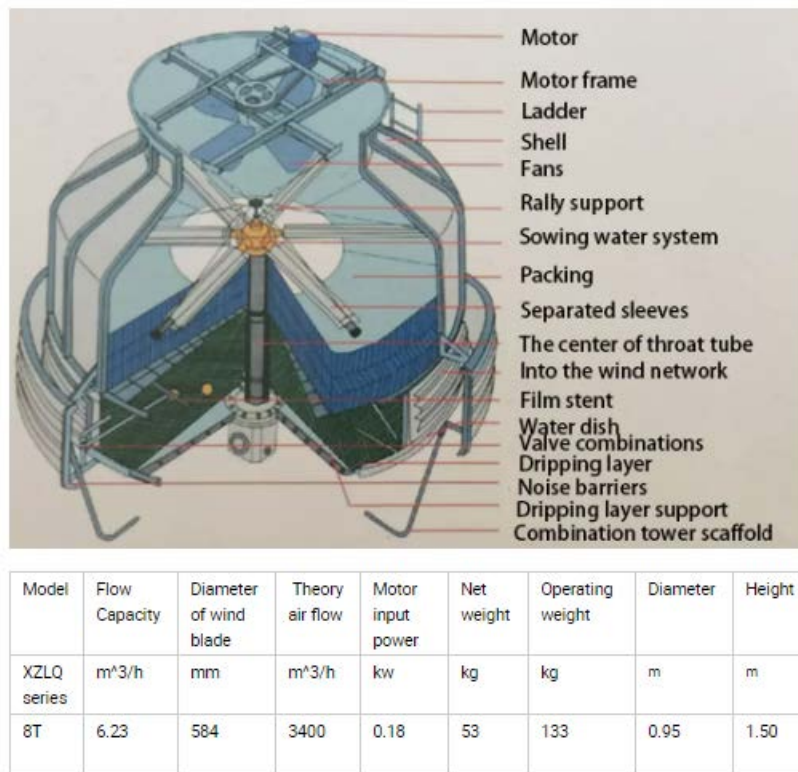 Motor
Motor frame
Ladder
Shell
Fans
Rally support
Sowing water system
Packing
Separated sleeves
The center of throat tube
Into the wind network
Film stent
Water dish
Valve combinations
Dripping layer
Noise barriers
Dripping layer support
Combination tower scaffold
Model
Flow
Capacity
Diameter
of wind
blade
Theory
air flow
Motor
input
power
Net
weight
Operating
weight
Diameter
Height
XZLQ
series
m^3/h
mm
m^3/h
kw
kg
kg
m
m
8T
6.23
584
3400
0.18
53
133
0.95
1.50